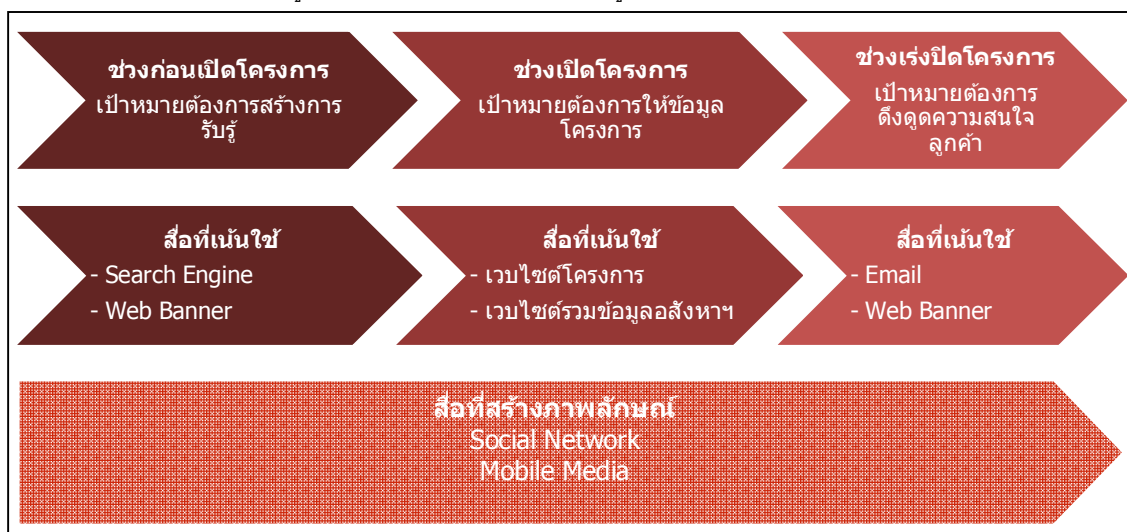 ช่วงก่อนเปิดโครงการ
เป้าหมายต้องการสร้างการ
รับรู้
ช่วงเปิดโครงการ
เป้าหมายต้องการให้ข้อมูล
โครงการ
ช่วงเร่งปิดโครงการ
เป้าหมายต้องการ
ดึงดูดความสนใจ
ลูกค้า
สื่อที่เน้นใช้
- Search Engine
- Web Banner
สื่อที่เน้นใช้
- เวบไซต์โครงการ
- เวบไซต์รวมข้อมูลอสังหาฯ
สื่อที่เน้นใช้
- Email
- Web Banner
สื่อที่สร้างภาพลักษณ์
Social Network
Mobile Media